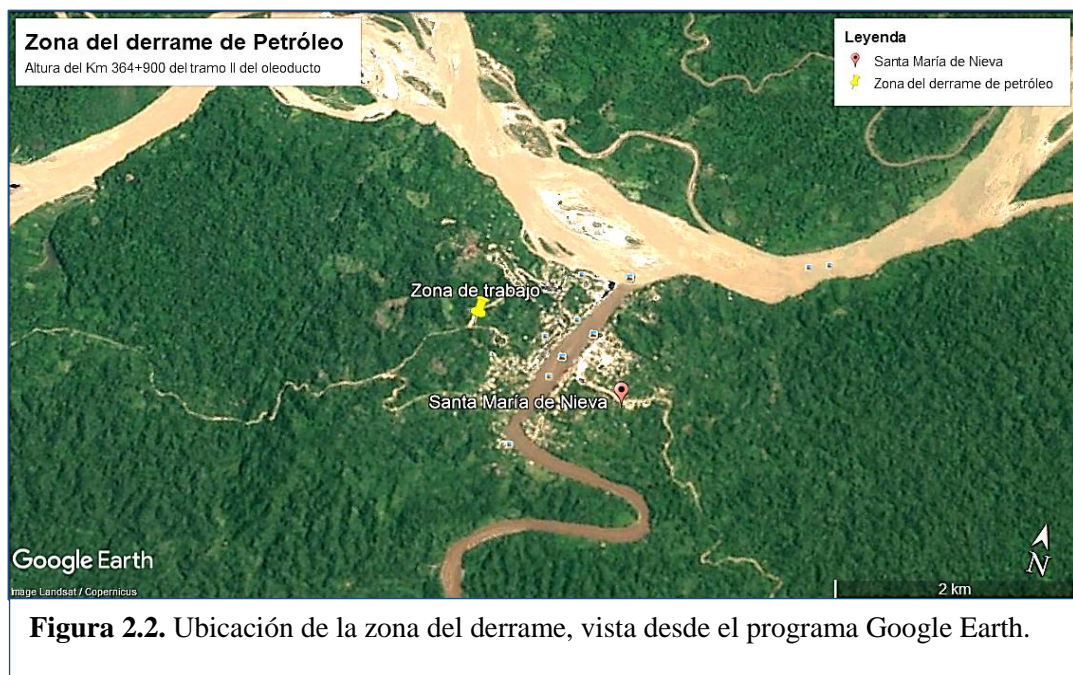 Zona del derrame de Petróleo
Altura del Km 364+900 del tramo II del oleoducto
Leyenda
Santa María de Nieva
Zona del derrame de petróleo
Zona de trabajo
Santa María de Nieva
Google Earth
Image Landsat / Copernicus
N
2 km
Figura 2.2. Ubicación de la zona del derrame, vista desde el programa Google Earth.